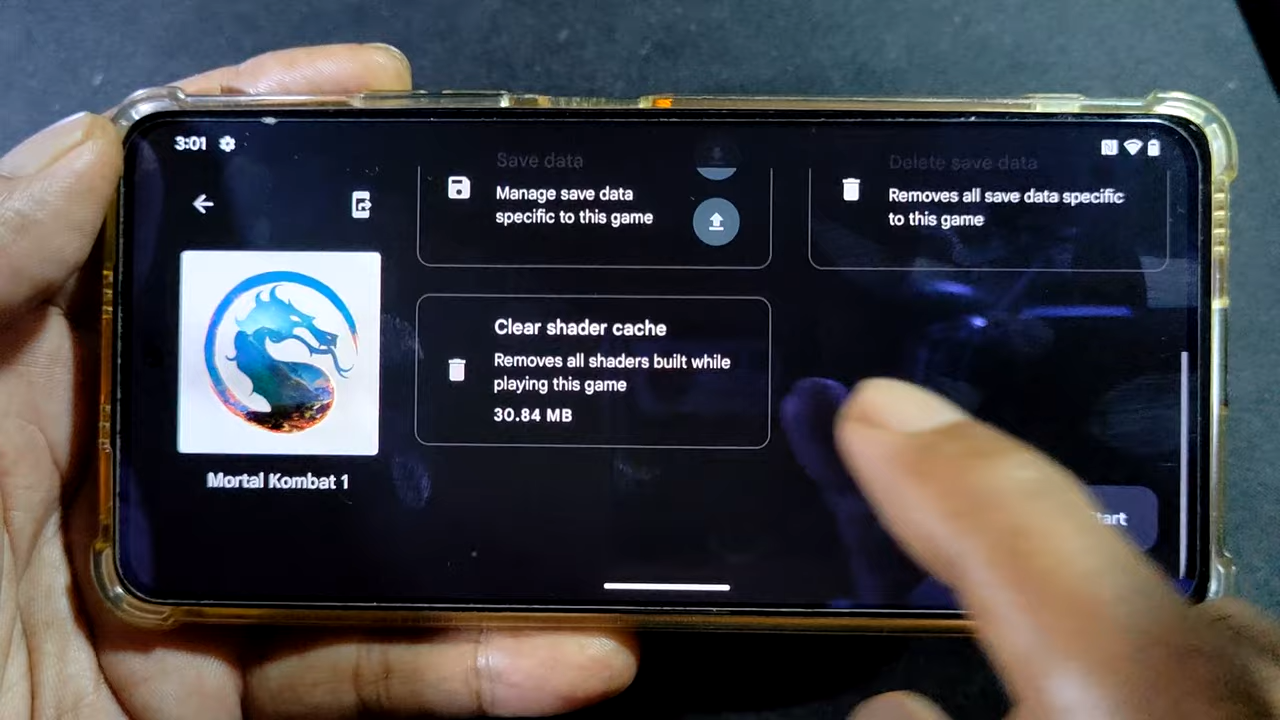 3:01
Save data
Manage save data
specific to this game
Delete save data
Removes all save data specific
to this game
Clear shader cache
Removes all shaders built while
playing this game
30.84 MB
Mortal Kombat 1